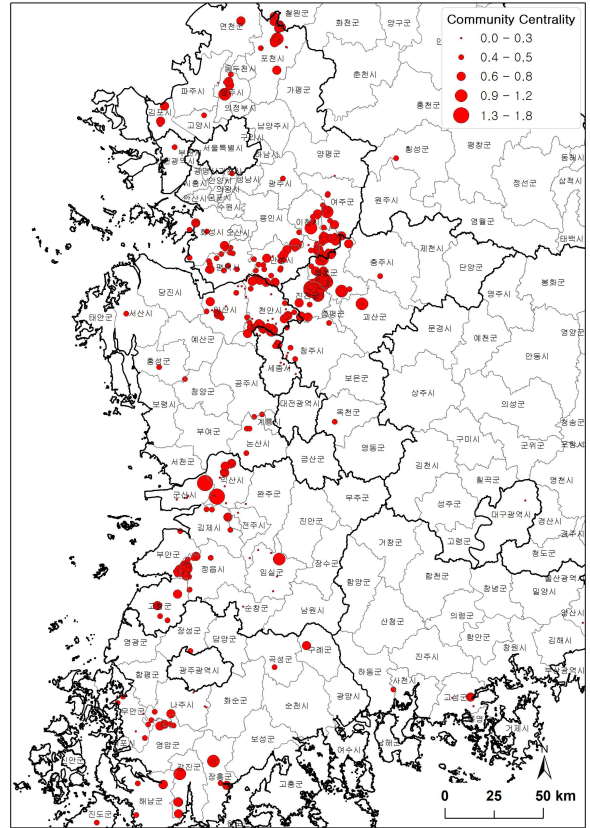 Community Centrality
0.0 – 0.3
0.4 – 0.5
0.6 – 0.8
0.9 – 1.2
1.3 – 1.8
철원군
화천군
양구군
연천군
포천시
춘천시
가평군
파주시
의정부시
홍천군
김포시
고양시
남양주시
서울특별시
양평군
횡성군
평창군
동해시
정선군
삼척시
광주시
원주시
여주군
용인시
영월군
태백시
화성시
오산시
제천시
충주시
단양군
봉화군
영주시
당진시
태안군
서산시
천안시
괴산군
문경시
예천군
영양군
예산군
청주시
안동시
홍성군
세종시
공주시
보은군
상주시
청양군
의성군
보령시
대전광역시
옥천군
청송군
부여군
계룡시
논산시
영동군
구미시
군위군
서천군
금산군
김천시
칠곡군
영천시
익산시
군산시
완주군
무주군
성주군
대구광역시
경산시
김제시
전주시
진안군
고령군
청도군
부안군
거창군
정읍시
임실군
장수군
함양군
합천군
창녕군
밀양시
고창군
순창군
남원시
산청군
의령군
장성군
담양군
함안군
영광군
구례군
진주시
창원시
김해시
광주광역시
곡성군
함평군
하동군
사천시
나주시
화순군
순천시
광양시
고성군
무안군
거제시
영암군
보성군
여수시
강진군
장흥군
고흥군
해남군
진도군
N
0 25 50 km